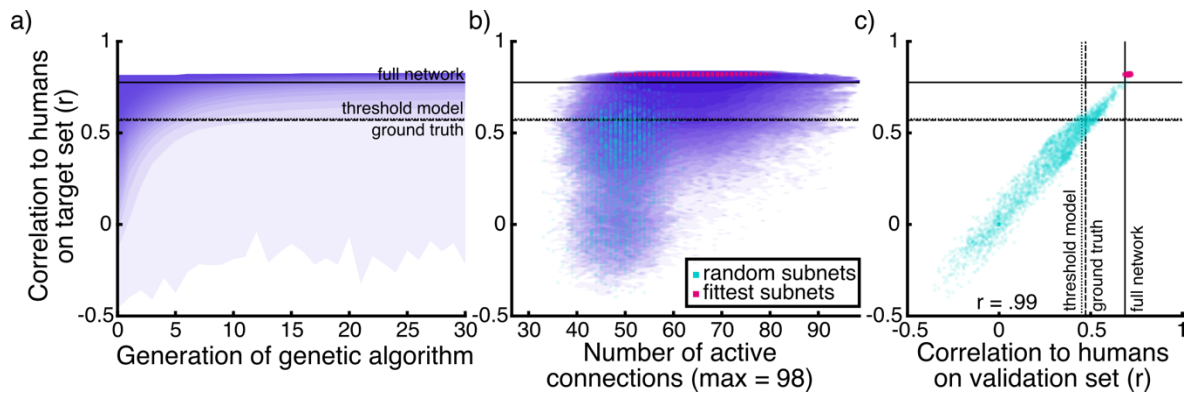 a)
Correlation to humans
on target set (r)
1
0.5
0
-0.5
full network
threshold model
ground truth
0 5 10 15 20 25 30
Generation of genetic algorithm
b)
1
0.5
0
-0.5
random subnets
fittest subnets
30 40 50 60 70 80 90
Number of active
connections (max = 98)
c)
1
0.5
0
-0.5
r = .99
threshold model
ground truth
full network
-0.5 0 0.5 1
Correlation to humans
on validation set (r)